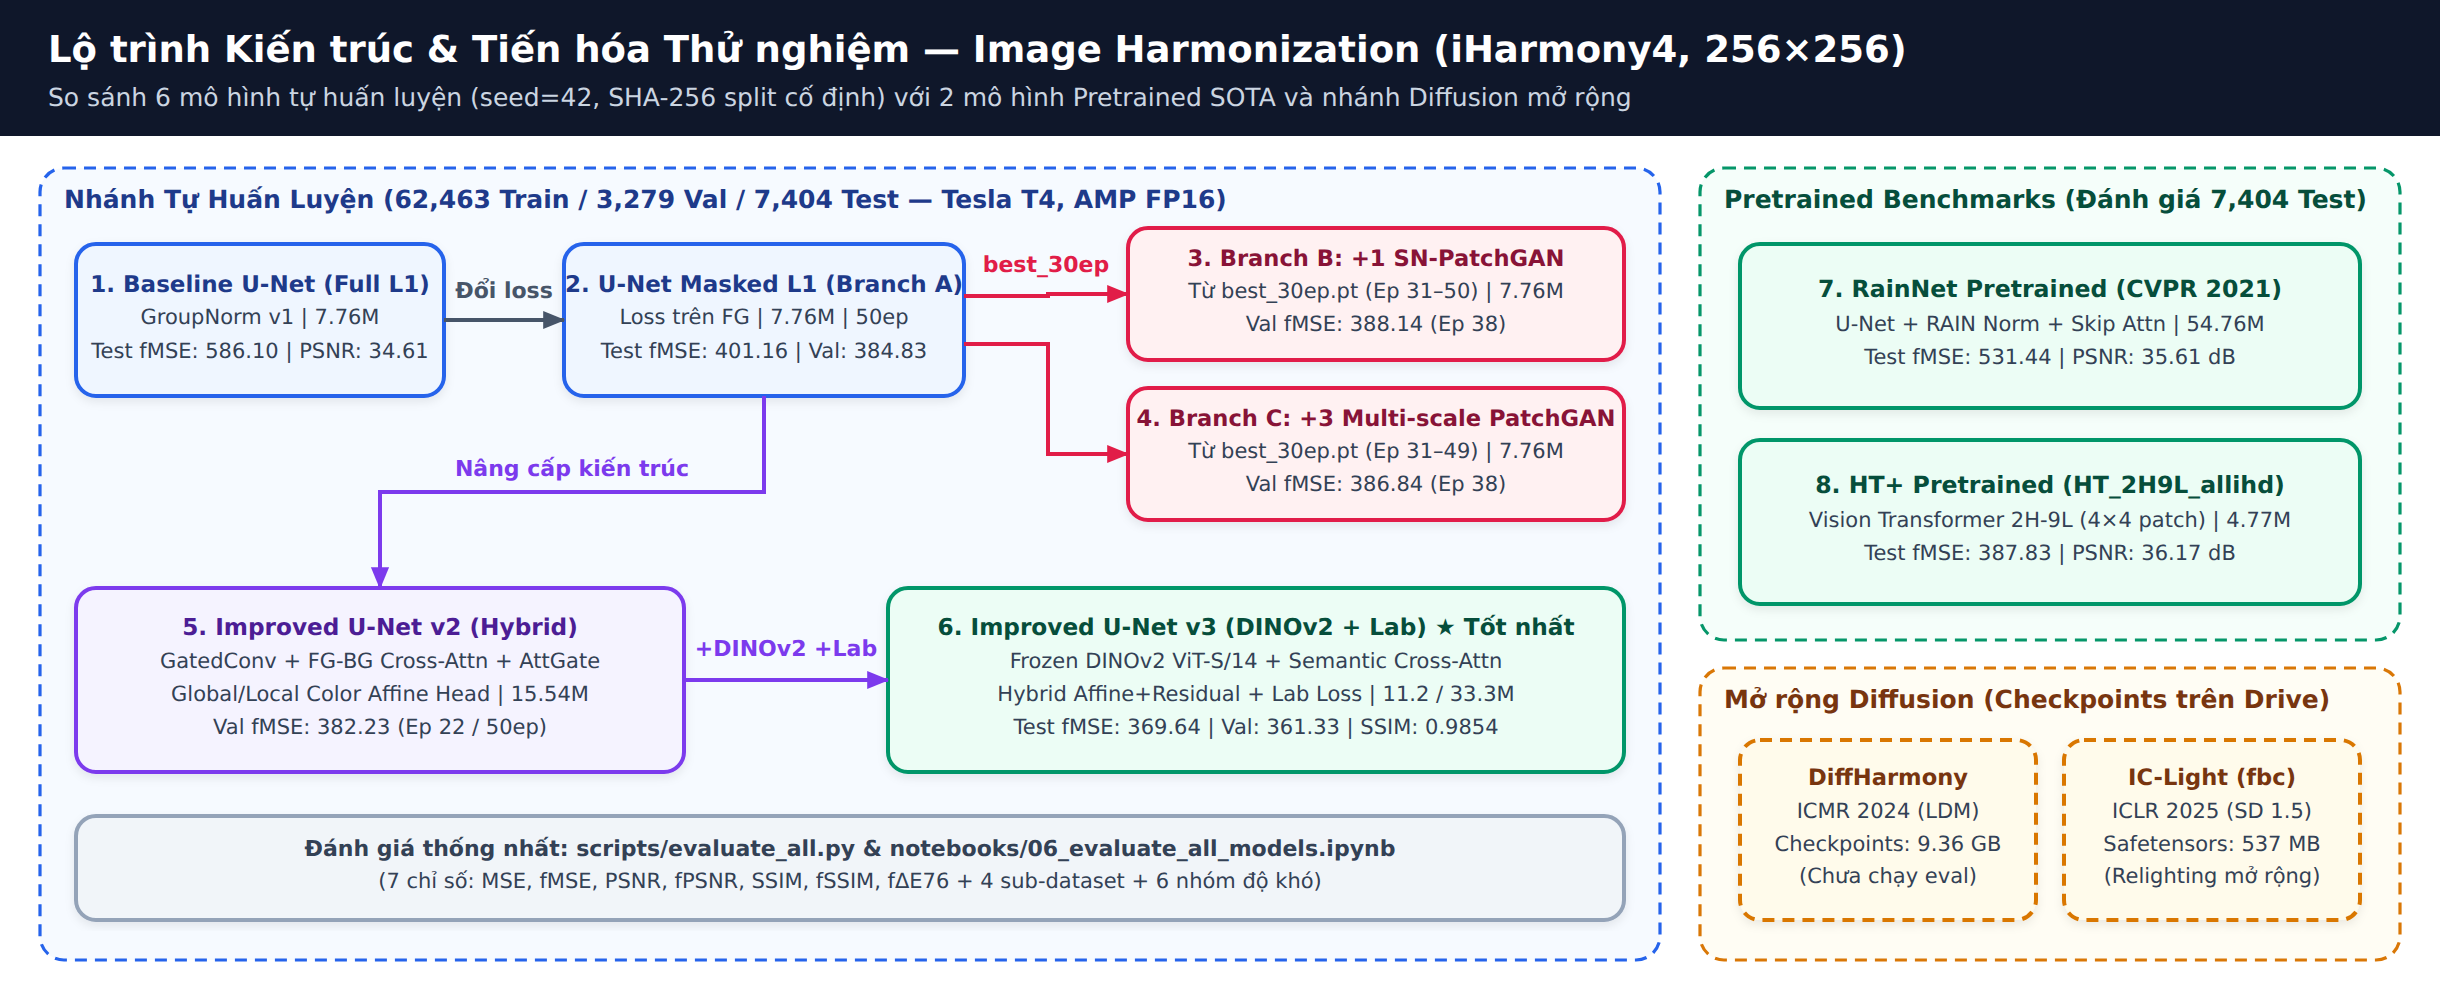 Lộ trình Kiến trúc & Tiến hóa Thử nghiệm — Image Harmonization (iHarmony4, 256×256)
So sánh 6 mô hình tự huấn luyện (seed=42, SHA-256 split cố định) với 2 mô hình Pretrained SOTA và nhánh Diffusion mở rộng
Nhánh Tự Huấn Luyện (62,463 Train / 3,279 Val / 7,404 Test — Tesla T4, AMP FP16)
1. Baseline U-Net (Full L1)
GroupNorm v1 | 7.76M
Test fMSE: 586.10 | PSNR: 34.61
Đổi loss
2. U-Net Masked L1 (Branch A)
Loss trên FG | 7.76M | 50ep
Test fMSE: 401.16 | Val: 384.83
best_30ep
3. Branch B: +1 SN-PatchGAN
Từ best_30ep.pt (Ep 31–50) | 7.76M
Val fMSE: 388.14 (Ep 38)
4. Branch C: +3 Multi-scale PatchGAN
Từ best_30ep.pt (Ep 31–49) | 7.76M
Val fMSE: 386.84 (Ep 38)
Nâng cấp kiến trúc
5. Improved U-Net v2 (Hybrid)
GatedConv + FG-BG Cross-Attn + AttGate
Global/Local Color Affine Head | 15.54M
Val fMSE: 382.23 (Ep 22 / 50ep)
+DINOv2 +Lab
6. Improved U-Net v3 (DINOv2 + Lab) ★ Tốt nhất
Frozen DINOv2 ViT-S/14 + Semantic Cross-Attn
Hybrid Affine+Residual + Lab Loss | 11.2 / 33.3M
Test fMSE: 369.64 | Val: 361.33 | SSIM: 0.9854
Đánh giá thống nhất: scripts/evaluate_all.py & notebooks/06_evaluate_all_models.ipynb
(7 chỉ số: MSE, fMSE, PSNR, fPSNR, SSIM, fSSIM, fΔE76 + 4 sub-dataset + 6 nhóm độ khó)
Pretrained Benchmarks (Đánh giá 7,404 Test)
7. RainNet Pretrained (CVPR 2021)
U-Net + RAIN Norm + Skip Attn | 54.76M
Test fMSE: 531.44 | PSNR: 35.61 dB
8. HT+ Pretrained (HT_2H9L_allihd)
Vision Transformer 2H-9L (4×4 patch) | 4.77M
Test fMSE: 387.83 | PSNR: 36.17 dB
Mở rộng Diffusion (Checkpoints trên Drive)
DiffHarmony
ICMR 2024 (LDM)
Checkpoints: 9.36 GB
(Chưa chạy eval)
IC-Light (fbc)
ICLR 2025 (SD 1.5)
Safetensors: 537 MB
(Relighting mở rộng)